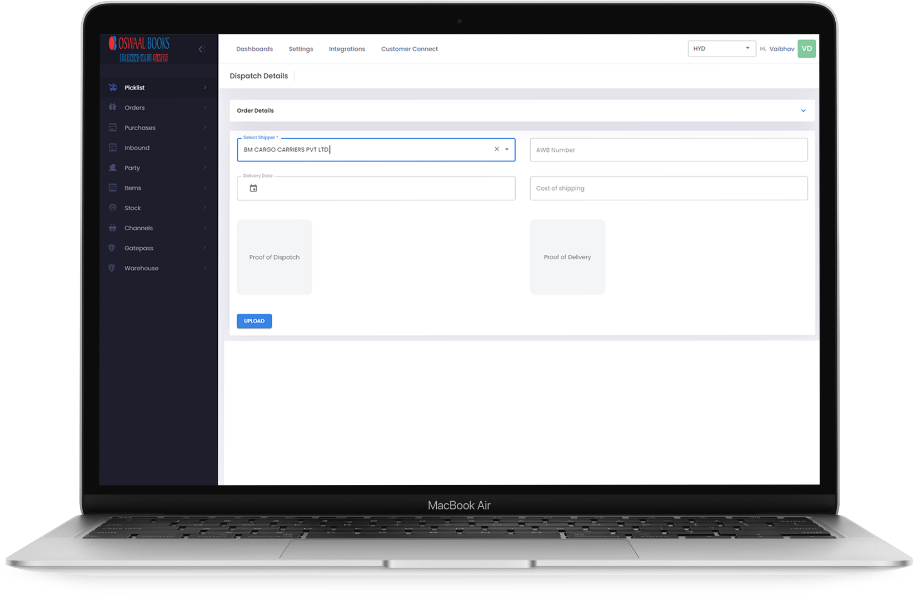 OSWAAL BOOKS
Dashboards Settings Integrations Customer Connect
HYD
Hi, Vaibhav VD
Dispatch Details
Picklist
Orders
Purchases
Inbound
Party
Items
Stock
Channels
Gatepass
Warehouse
Order Details
Select Shipper *
BM CARGO CARRIERS PVT LTD
AWB Number
Delivery Date
Cost of shipping
Proof of Dispatch
Proof of Delivery
UPLOAD
MacBook Air